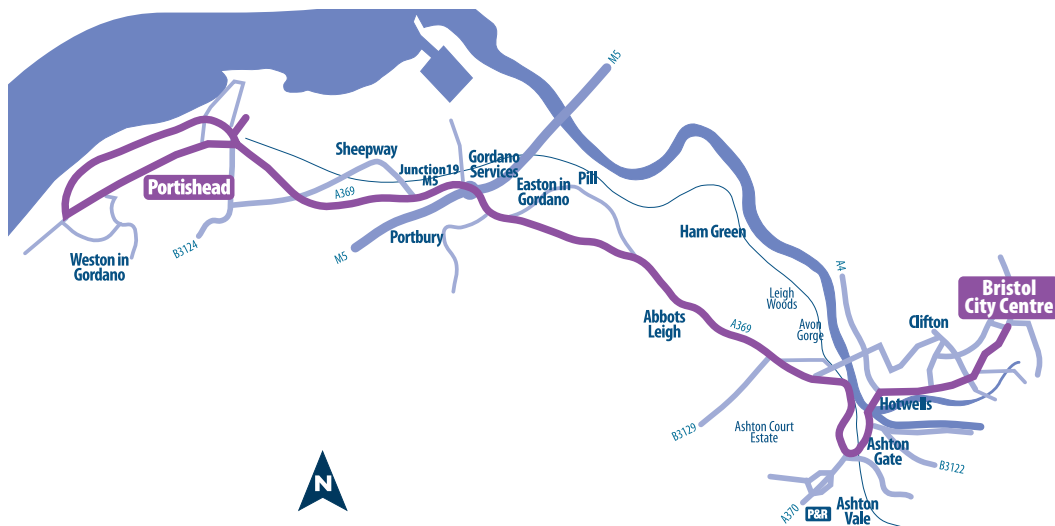 M5
Sheepway
Gordano
Services
Junction19
M5
Portishead
A369
Easton in
Gordano
Pill
Portbury
B3124
M5
Weston in
Gordano
Ham Green
A4
Leigh
Woods
Bristol
City Centre
Abbots
Leigh
A369
Avon
Gorge
Clifton
Hotwells
B3129
Ashton Court
Estate
Ashton
Gate
B3122
N
A370
P&R
Ashton
Vale